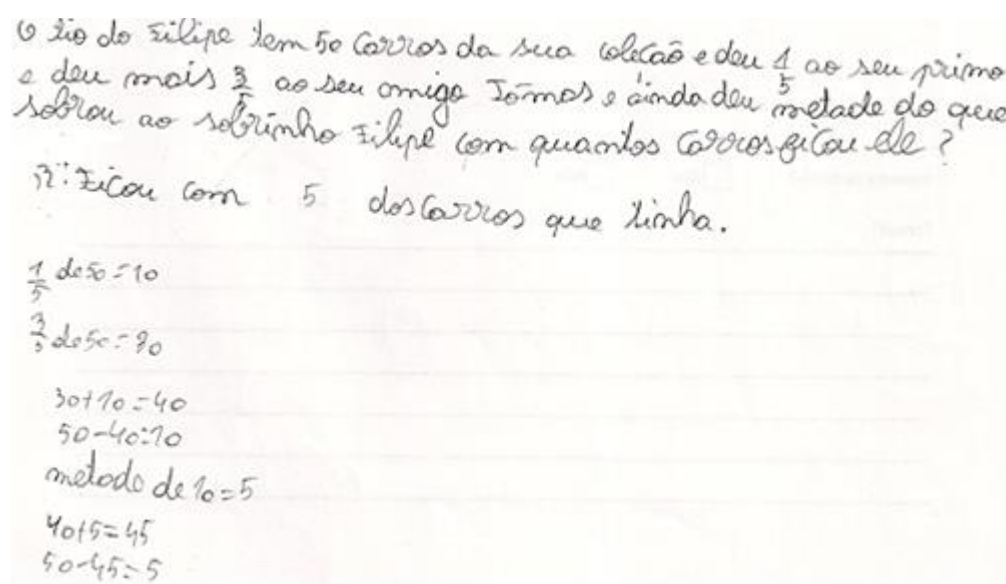 O tio do Filipe tem 50 carros da sua coleção e deu 1/5 ao seu primo
e deu mais 3/5 ao seu amigo Tomás e ainda deu metade do que
sobrou ao sobrinho Filipe com quantos carros ficou ele?
R: Ficou com 5 dos carros que tinha.
1/5 de 50 = 10
3/5 de 50 = 30
30+10=40
50-40=10
metade de 10=5
40+5=45
50-45=5